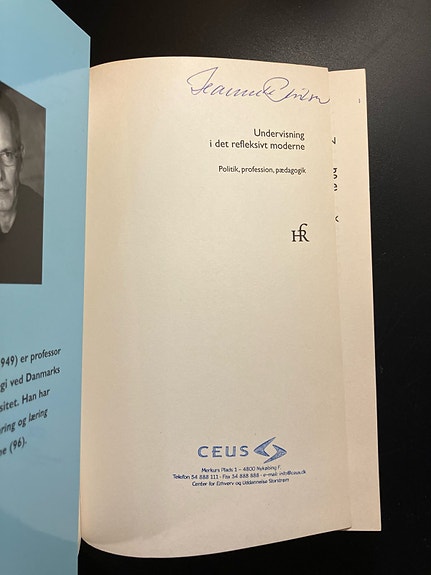 Undervisning
i det refleksivt moderne
Politik, profession, pædagogik
HfR
CEUS
Merkurs Plads 1 - 4800 Nykøbing F.
Telefon 54 888 111 - Fax 54 888 888 - e-mail: info@ceus.dk
Center for Erhverv og Uddannelse Storstrøm
949) er professor
gi ved Danmarks
sitet. Han har
ring og læring
ne (96).